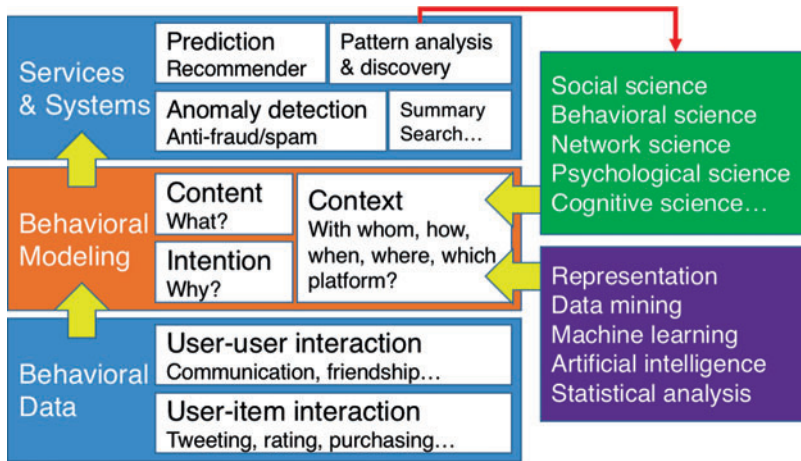 Services
& Systems
Prediction
Recommender
Pattern analysis
& discovery
Anomaly detection
Anti-fraud/spam
Summary
Search…
Behavioral
Modeling
Content
What?
Intention
Why?
Context
With whom, how,
when, where, which
platform?
Behavioral
Data
User-user interaction
Communication, friendship…
User-item interaction
Tweeting, rating, purchasing…
Social science
Behavioral science
Network science
Psychological science
Cognitive science…
Representation
Data mining
Machine learning
Artificial intelligence
Statistical analysis